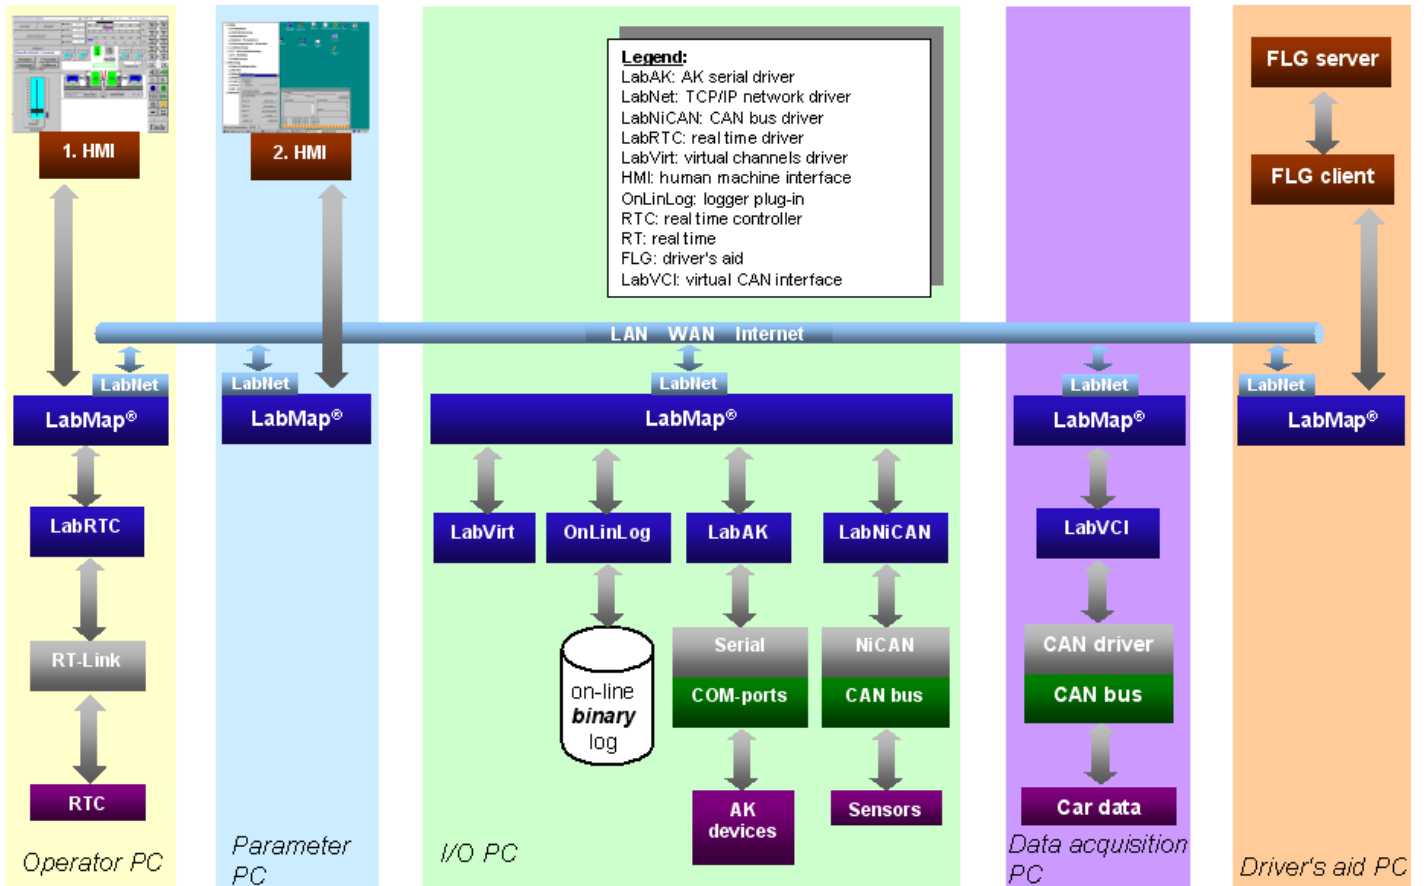 Legend:
LabAK: AK serial driver
LabNet: TCP/IP network driver
LabNiCAN: CAN bus driver
LabRTC: real time driver
LabVirt: virtual channels driver
HMI: human machine interface
OnLinLog: logger plug-in
RTC: real time controller
RT: real time
FLG: driver's aid
LabVCI: virtual CAN interface
1. HMI
2. HMI
FLG server
FLG client
LAN WAN Internet
LabNet
LabNet
LabNet
LabNet
LabNet
LabMap®
LabMap®
LabMap®
LabMap®
LabMap®
LabRTC
LabVirt
OnLinLog
LabAK
LabNiCAN
LabVCI
RT-Link
on-line
binary
log
Serial
COM-ports
NiCAN
CAN bus
CAN driver
CAN bus
RTC
AK
devices
Sensors
Car data
Operator PC
Parameter
PC
I/O PC
Data acquisition
PC
Driver's aid PC